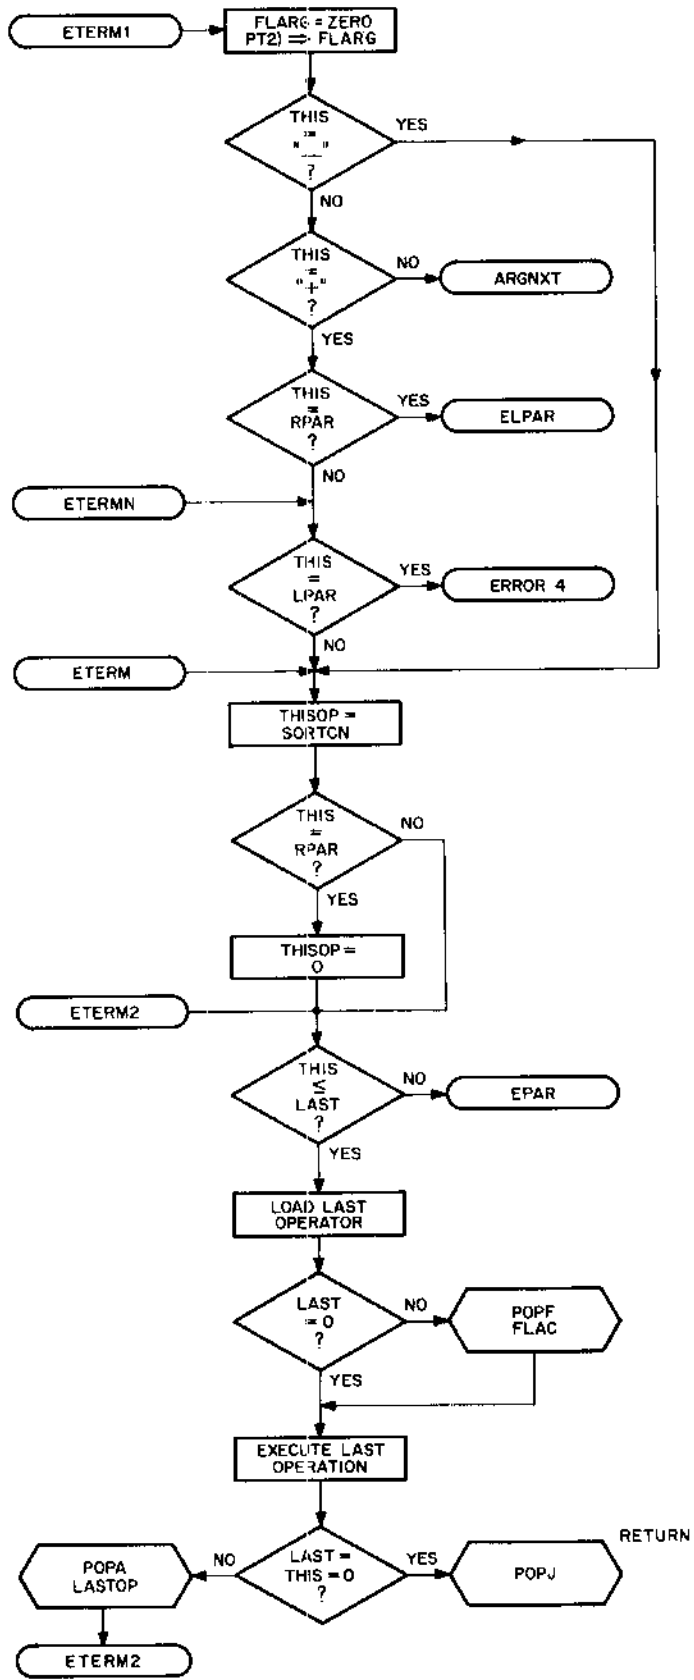 ETERM1
FLARG = ZERO
PT2) ⟹ FLARG
THIS
=
"—"
?
YES
NO
THIS
=
"+"
?
NO
ARGNXT
YES
THIS
=
RPAR
?
YES
ELPAR
NO
ETERMN
THIS
=
LPAR
?
YES
ERROR 4
NO
ETERM
THISOP =
SORTCN
THIS
=
RPAR
?
NO
YES
THISOP =
0
ETERM2
THIS
≤
LAST
?
NO
EPAR
YES
LOAD LAST
OPERATOR
LAST
= 0
?
NO
POPF
FLAC
YES
EXECUTE LAST
OPERATION
RETURN
POPA
LASTOP
NO
LAST =
THIS = 0
?
YES
POPJ
ETERM2